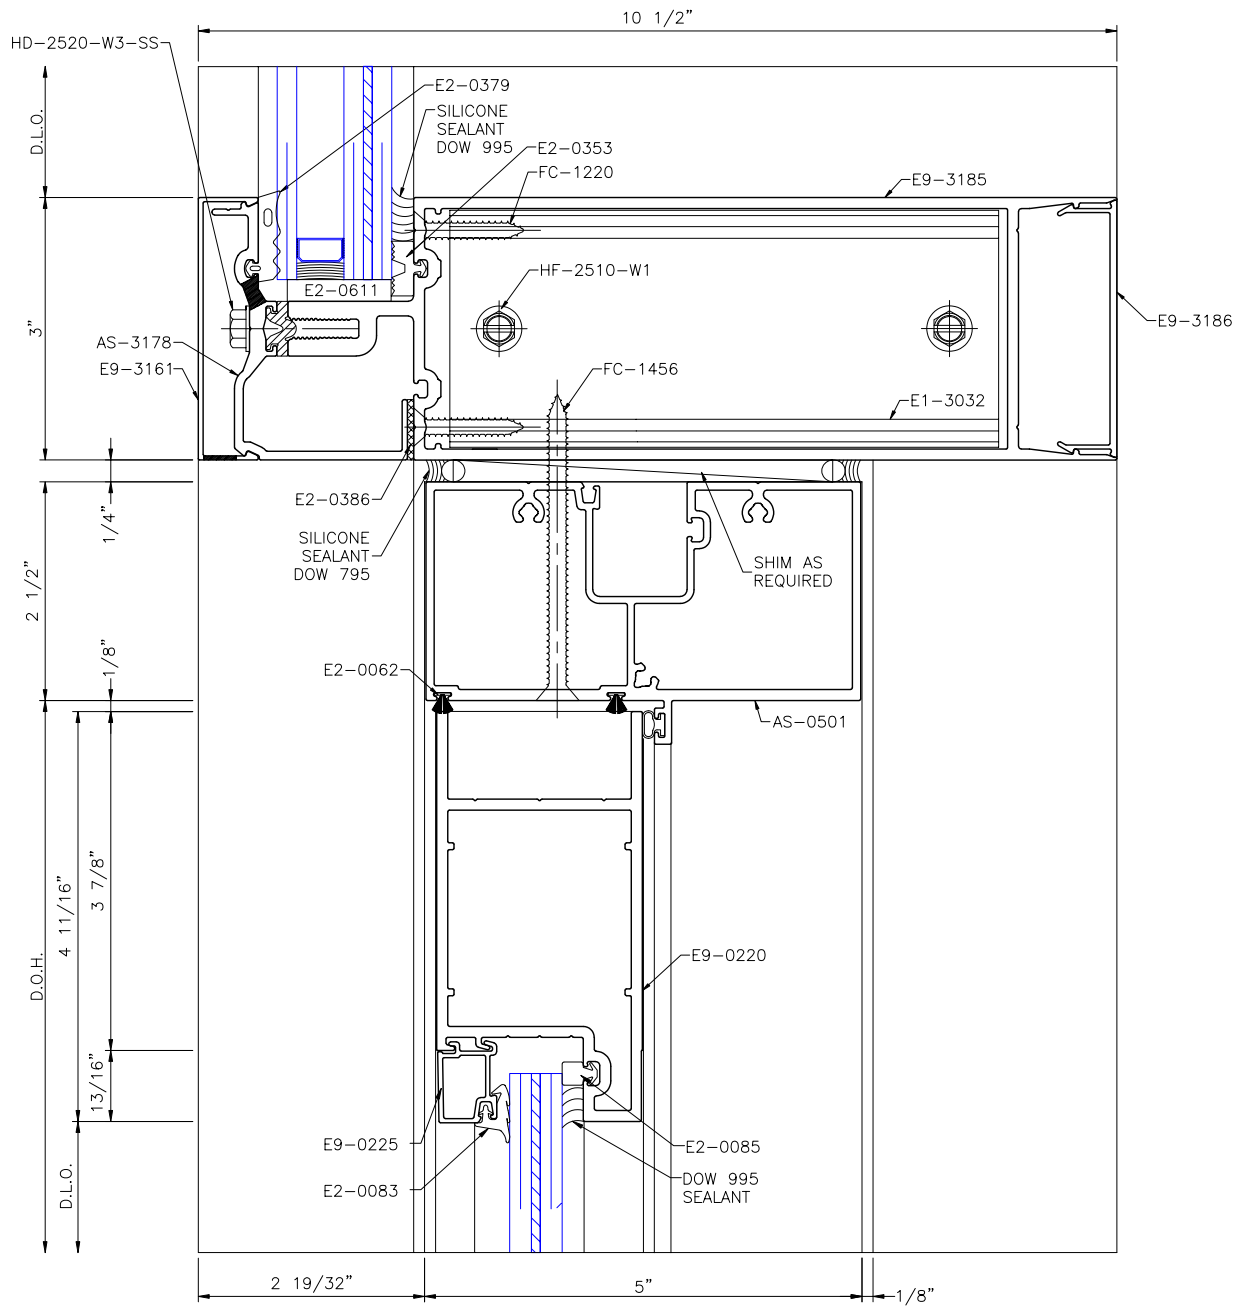 10 1/2"
HD-2520-W3-SS
E2-0379
SILICONE
SEALANT
DOW 995
E2-0353
FC-1220
E9-3185
D.L.O.
E2-0611
HF-2510-W1
E9-3186
3"
AS-3178
E9-3161
FC-1456
E1-3032
E2-0386
1/4"
SILICONE
SEALANT
DOW 795
SHIM AS
REQUIRED
2 1/2"
1/8"
E2-0062
AS-0501
3 7/8"
4 11/16"
D.O.H.
E9-0220
13/16"
E9-0225
E2-0085
E2-0083
DOW 995
SEALANT
D.L.O.
2 19/32"
5"
1/8"